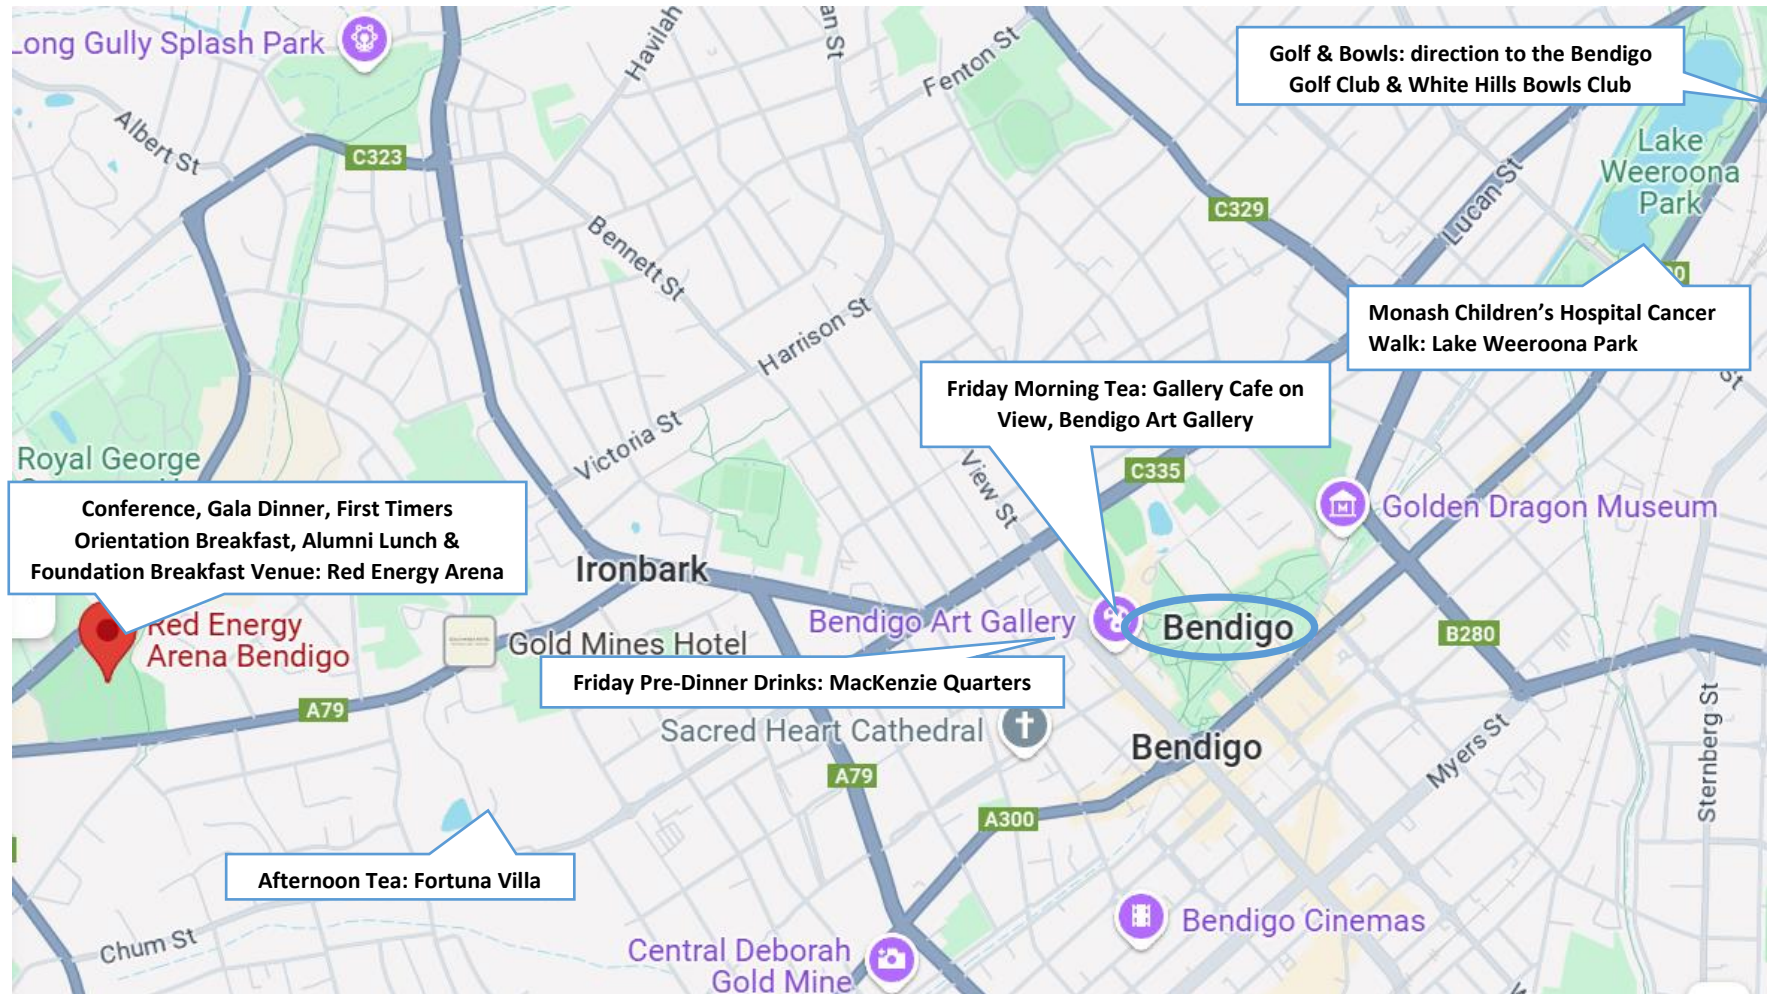 Long Gully Splash Park
Havilah
an St
Fenton St
Golf & Bowls: direction to the Bendigo
Golf Club & White Hills Bowls Club
Albert St
C323
Lake
Weeroona
Park
C329
Lucan St
Bennett St
Monash Children’s Hospital Cancer
Walk: Lake Weeroona Park
St
Harrison St
Friday Morning Tea: Gallery Cafe on
View, Bendigo Art Gallery
Victoria St
View St
C335
Royal George
Golden Dragon Museum
Conference, Gala Dinner, First Timers
Orientation Breakfast, Alumni Lunch &
Foundation Breakfast Venue: Red Energy Arena
Ironbark
Red Energy
Arena Bendigo
Gold Mines Hotel
Bendigo Art Gallery
Bendigo
B280
Friday Pre-Dinner Drinks: MacKenzie Quarters
A79
Sacred Heart Cathedral
Bendigo
Myers St
Sternberg St
A79
A300
Afternoon Tea: Fortuna Villa
Bendigo Cinemas
Chum St
Central Deborah
Gold Mine